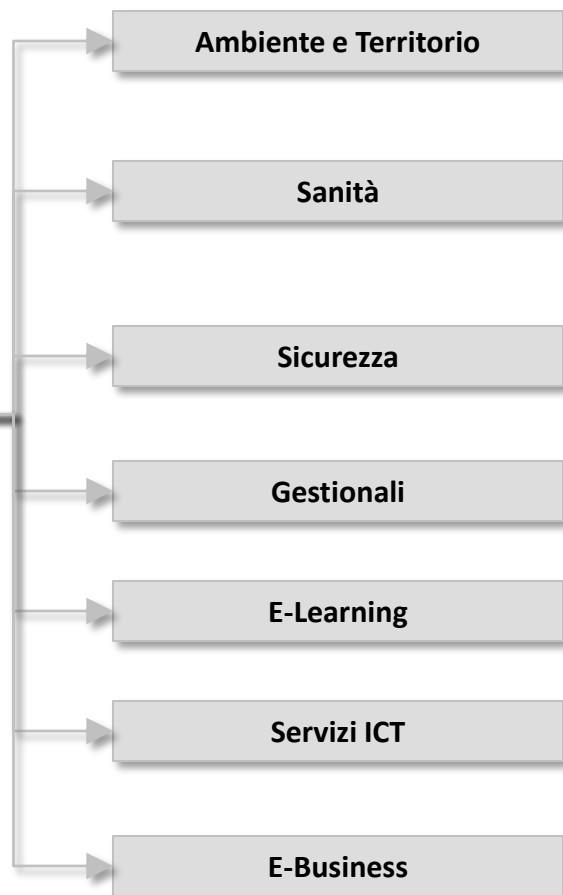 Ambiente e Territorio
Sanità
Sicurezza
Gestionali
E-Learning
Servizi ICT
E-Business